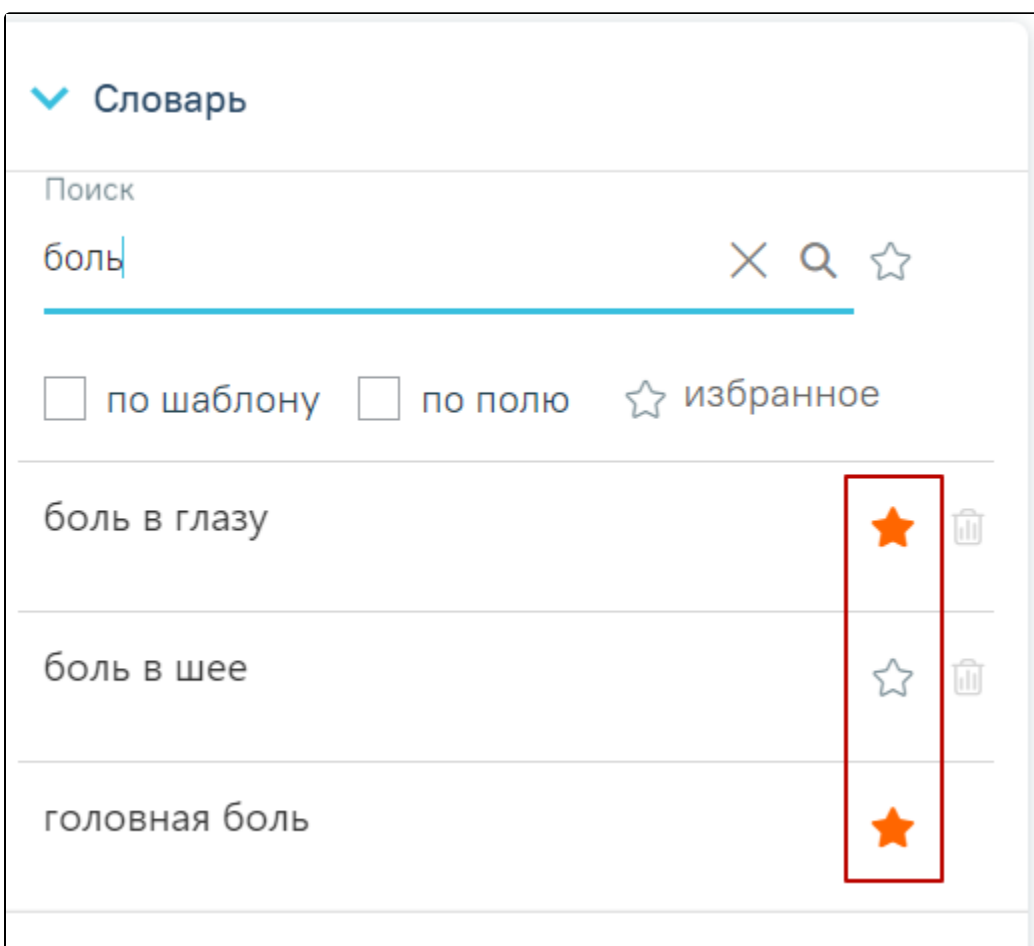 Словарь
Поиск
боль
по шаблону по полю избранное
боль в глазу
боль в шее
головная боль